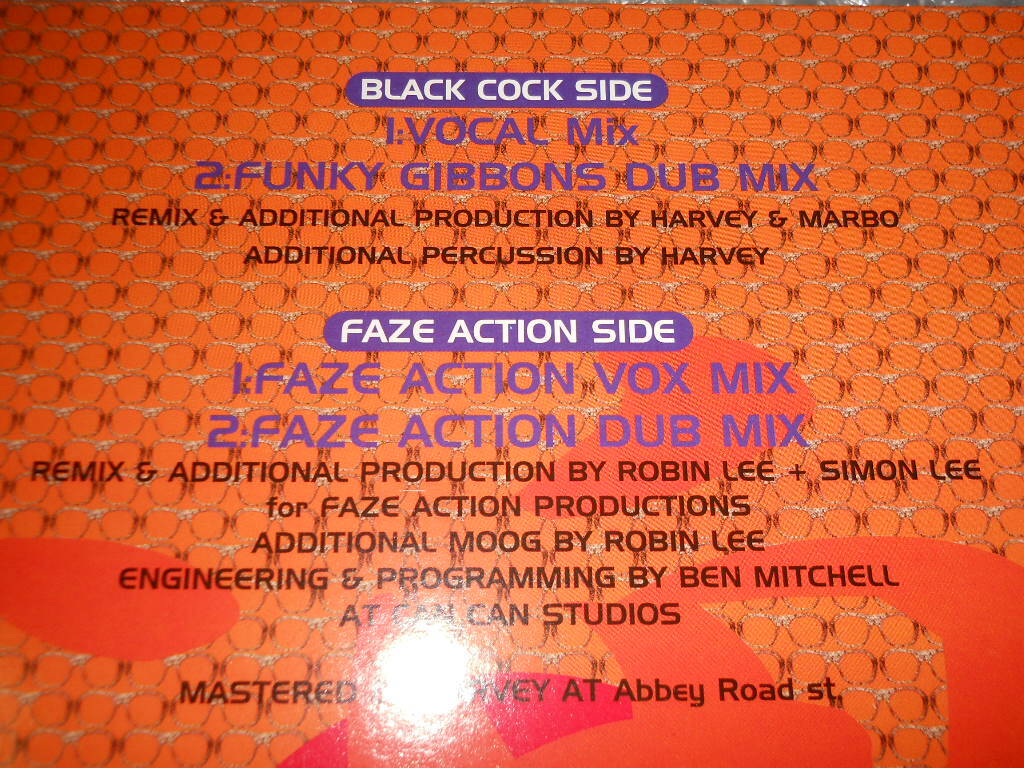 BLACK COCK SIDE
1:VOCAL Mix
2:FUNKY GIBBONS DUB MIX
REMIX & ADDITIONAL PRODUCTION BY HARVEY & MARBO
ADDITIONAL PERCUSSION BY HARVEY
FAZE ACTION SIDE
1:FAZE ACTION VOX MIX
2:FAZE ACTION DUB MIX
REMIX & ADDITIONAL PRODUCTION BY ROBIN LEE + SIMON LEE
for FAZE ACTION PRODUCTIONS
ADDITIONAL MOOG BY ROBIN LEE
ENGINEERING & PROGRAMMING BY BEN MITCHELL
AT CAN CAN STUDIOS
MASTERED AT Abbey Road st.